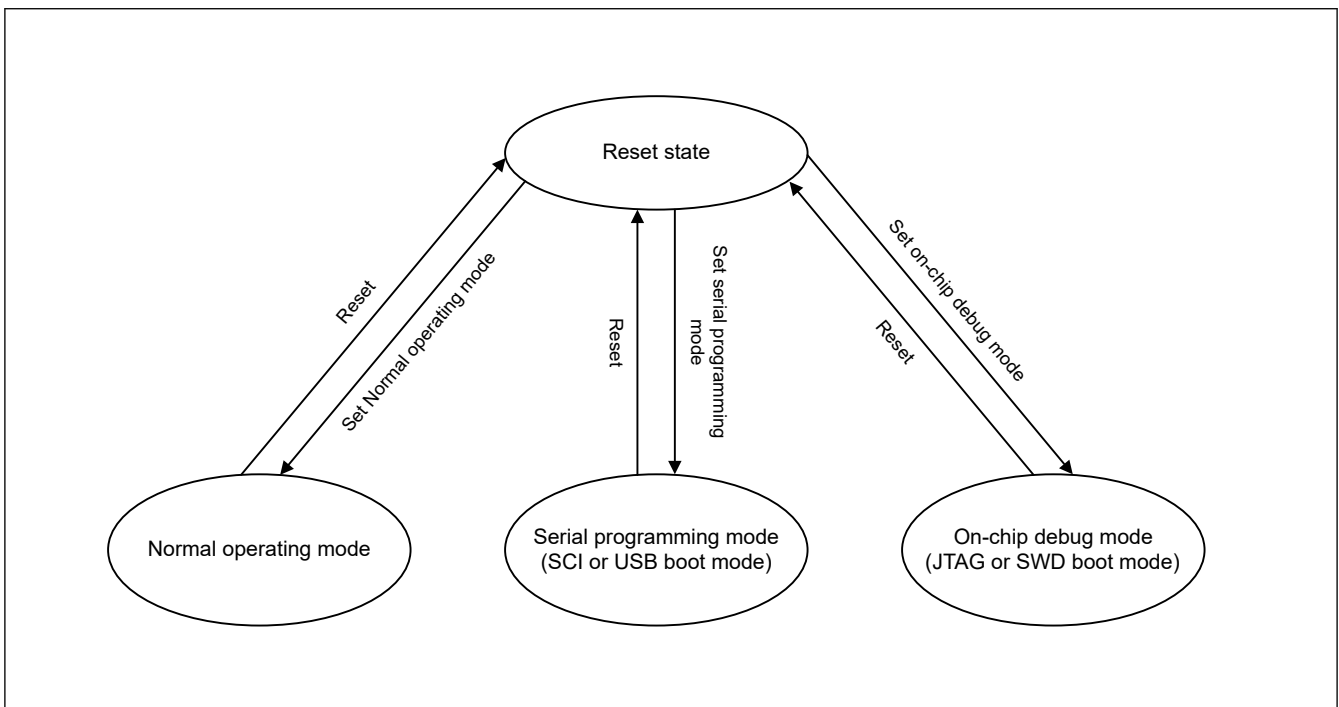 Reset state
Reset
Set Normal operating mode
Reset
Set serial programming
mode
Set on-chip debug mode
Reset
Normal operating mode
Serial programming mode
(SCI or USB boot mode)
On-chip debug mode
(JTAG or SWD boot mode)